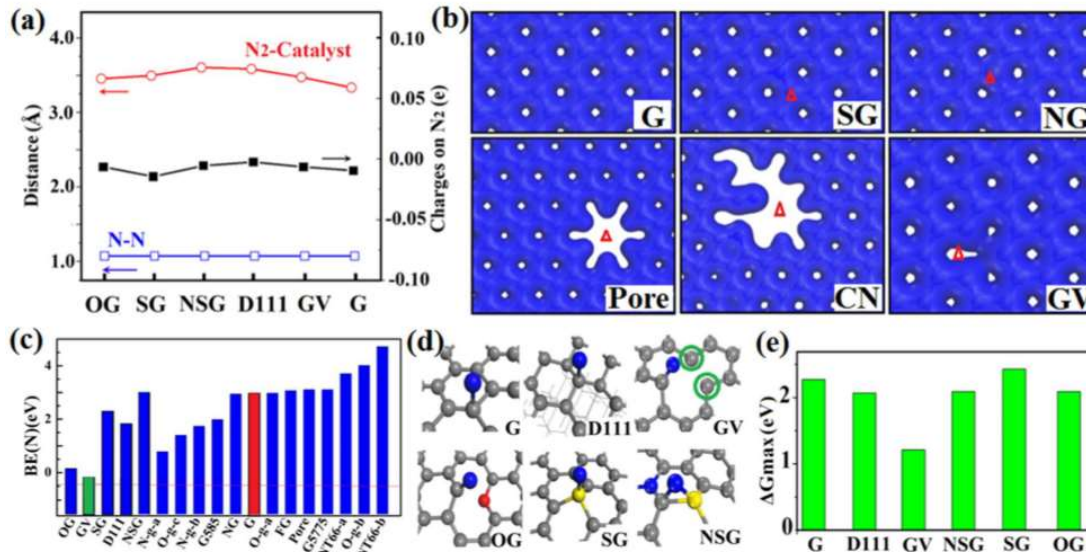 (a)
4.0
3.0
2.0
1.0
Distance (Å)
N2-Catalyst
N-N
0.10
0.05
0.00
-0.05
-0.10
Charges on N2 (e)
OG SG NSG D111 GV G
(b)
G
SG
NG
Pore
CN
GV
(c)
BE(N)(eV)
4
2
0
OG
GV
SG
D111
NSG
N-g-a
O-g-c
N-g-b
G585
NG
G
O-g-a
FG
Pore
G5775
NT66-a
O-g-b
NT66-b
(d)
G
D111
GV
OG
SG
NSG
(e)
ΔGmax (eV)
2
1
0
G D111 GV NSG SG OG